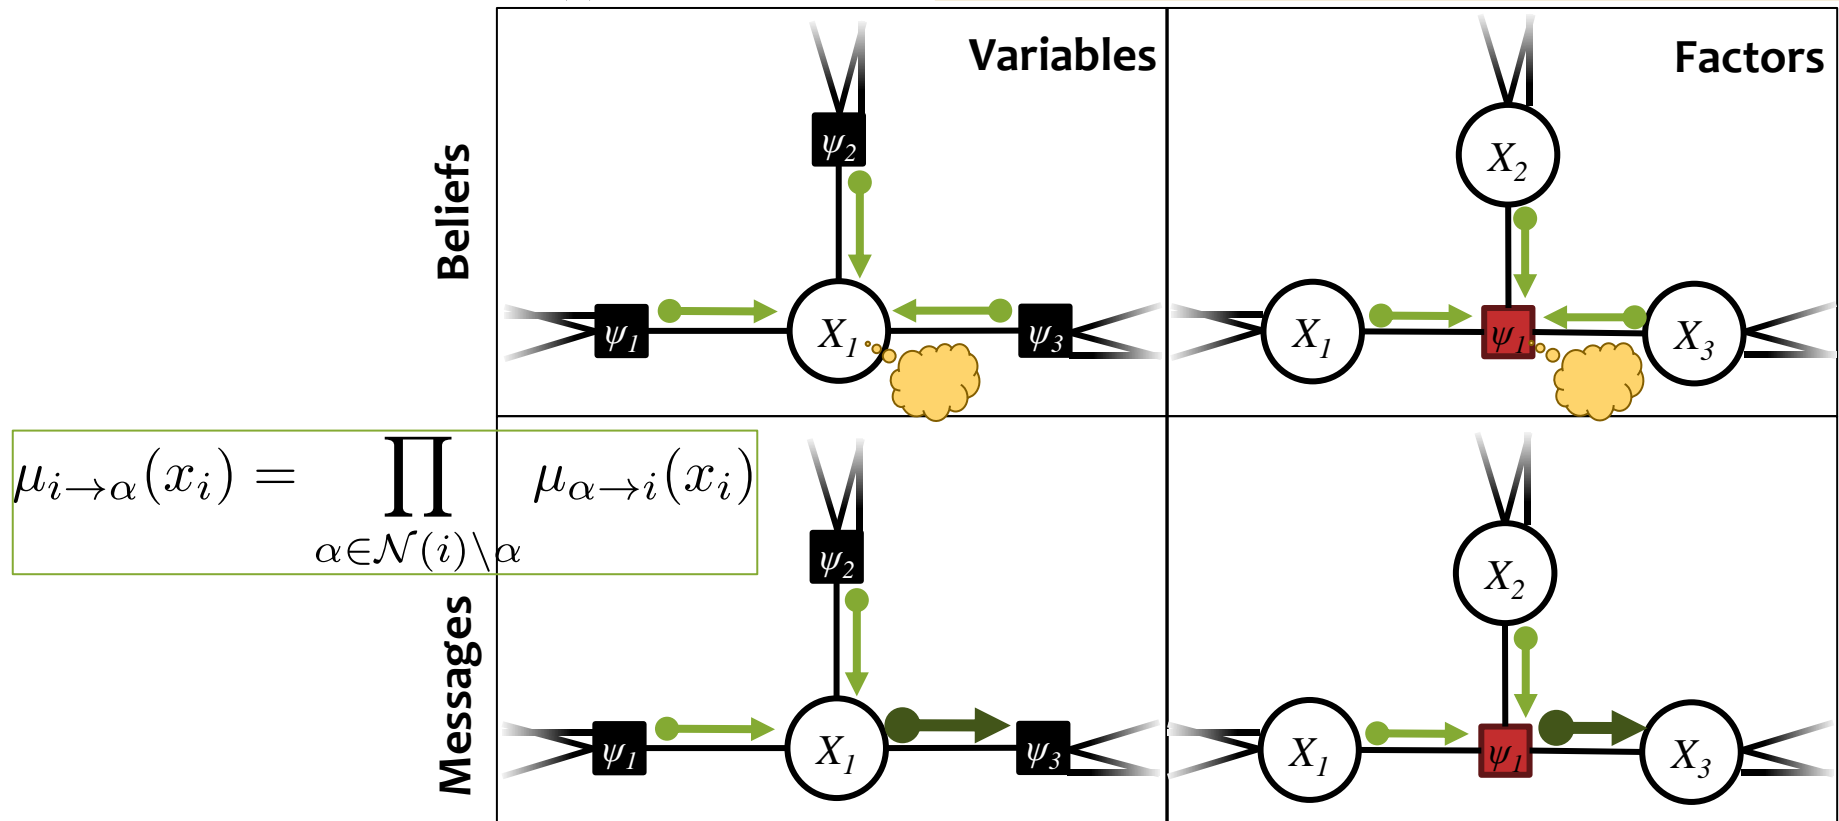 Variables
Factors
Beliefs
ψ2
X2
ψ1
X1
ψ3
X1
ψ1
X3
μi→α(xi) = ∏ μα→i(xi)
α∈𝒩(i)\α
Messages
ψ2
X2
ψ1
X1
ψ3
X1
ψ1
X3